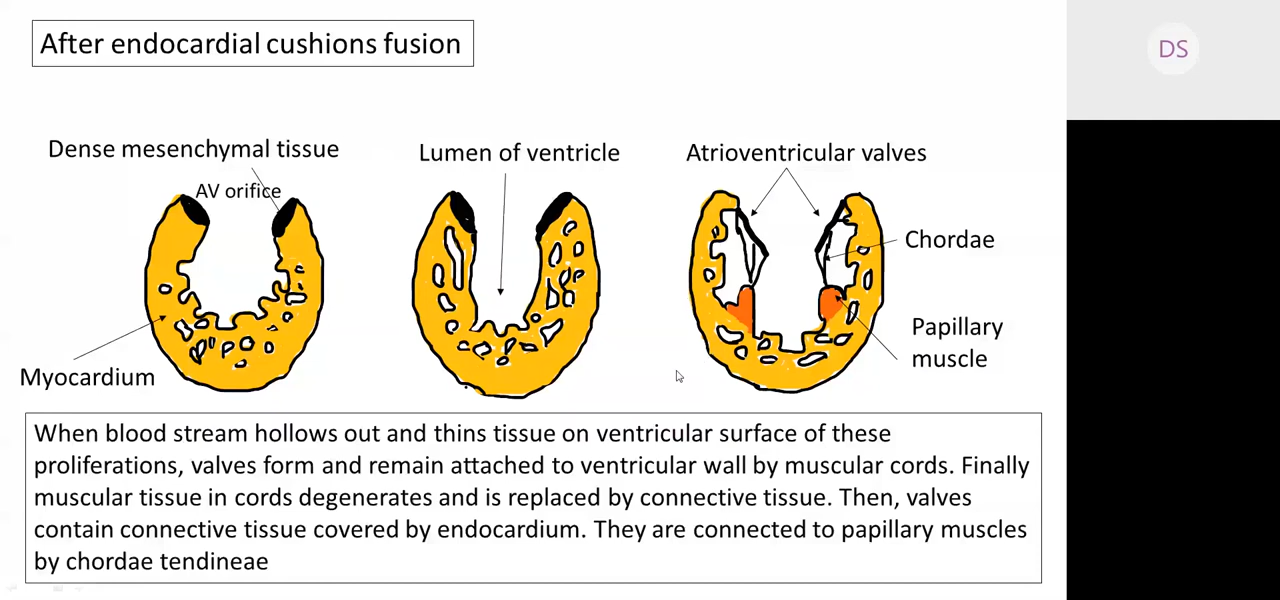 After endocardial cushions fusion
DS
Dense mesenchymal tissue
Lumen of ventricle
Atrioventricular valves
AV orifice
Chordae
Papillary
muscle
Myocardium
When blood stream hollows out and thins tissue on ventricular surface of these
proliferations, valves form and remain attached to ventricular wall by muscular cords. Finally
muscular tissue in cords degenerates and is replaced by connective tissue. Then, valves
contain connective tissue covered by endocardium. They are connected to papillary muscles
by chordae tendineae